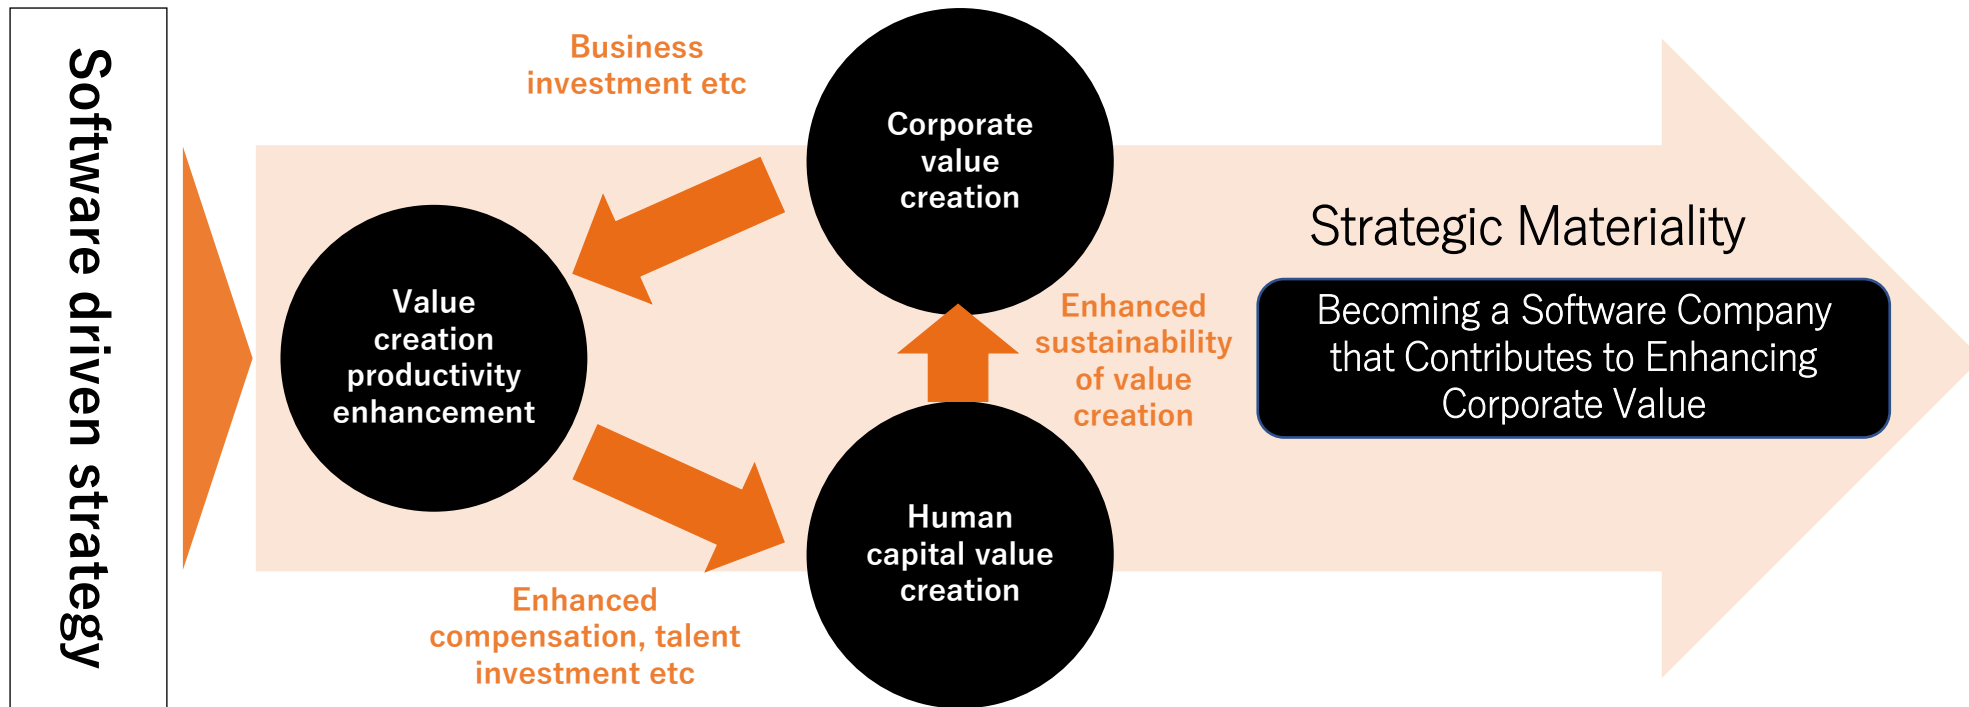 Software driven strategy
Business
investment etc
Corporate
value
creation
Value
creation
productivity
enhancement
Enhanced
sustainability
of value
creation
Human
capital value
creation
Enhanced
compensation, talent
investment etc
Strategic Materiality
Becoming a Software Company
that Contributes to Enhancing
Corporate Value